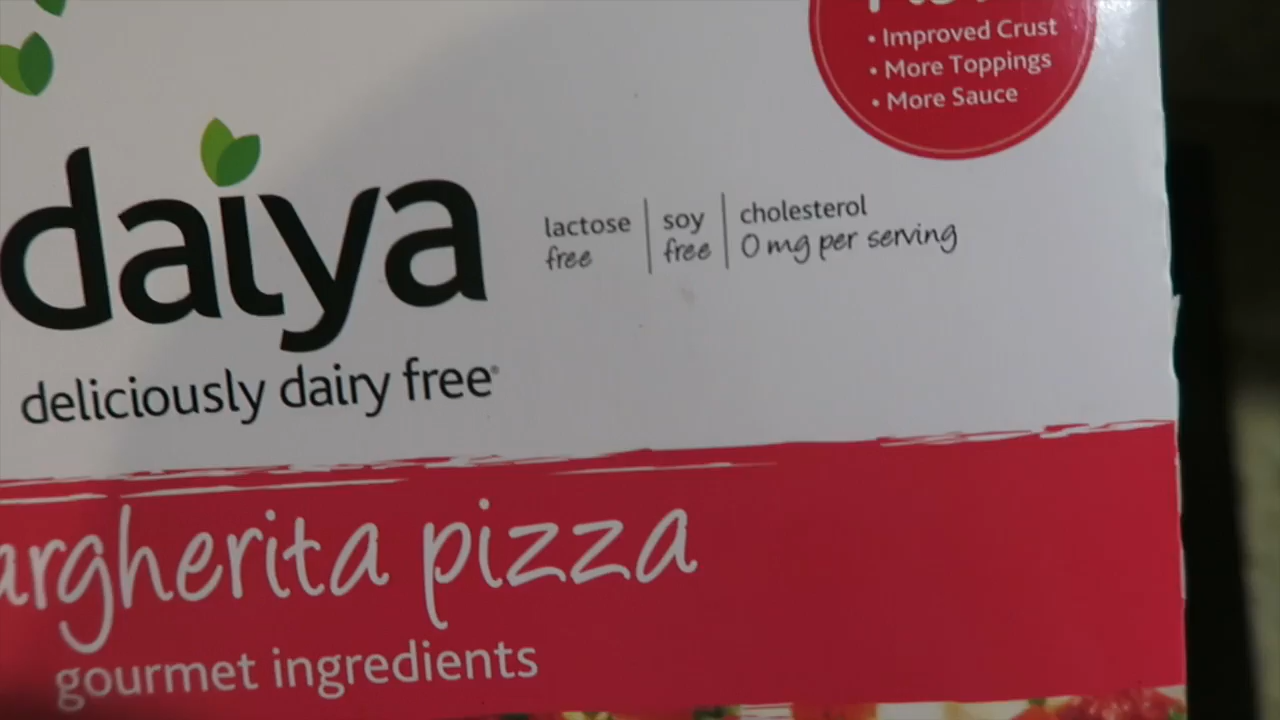 • Improved Crust
• More Toppings
• More Sauce
daiya
lactose free
soy free
cholesterol 0 mg per serving
deliciously dairy free®
argherita pizza
gourmet ingredients